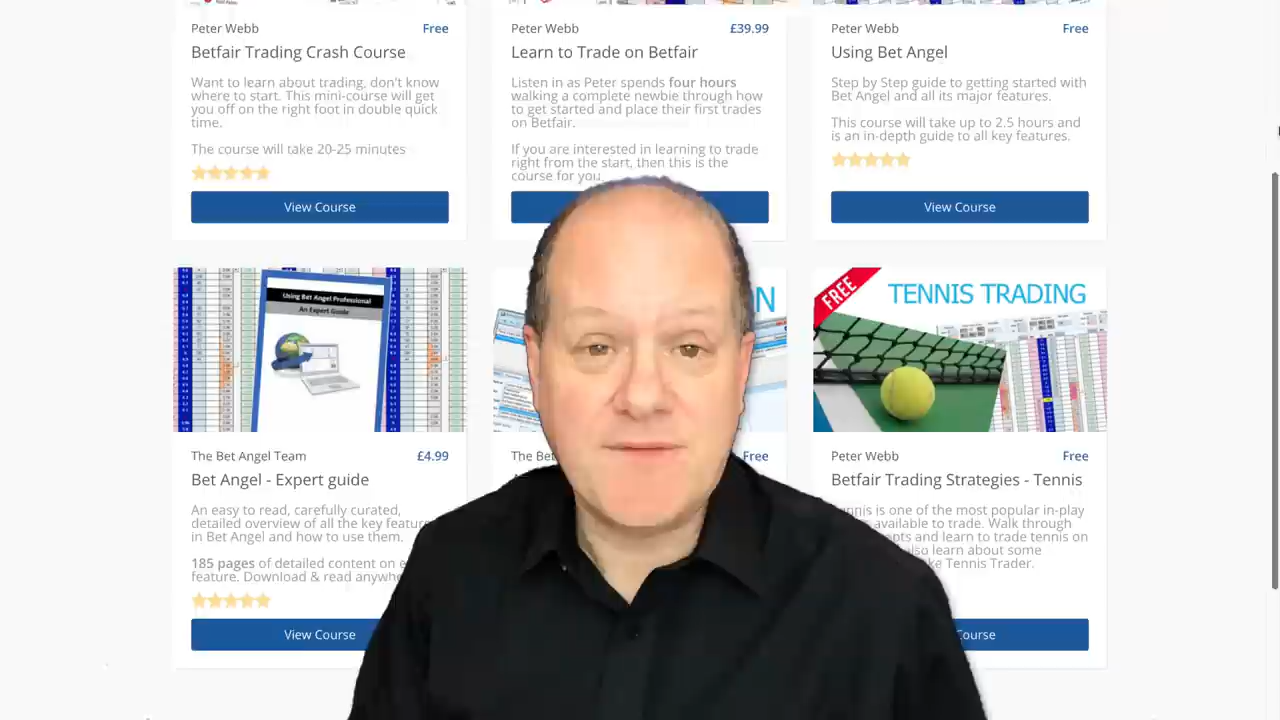 Peter Webb
Free
Betfair Trading Crash Course
Want to learn about trading, don't know
where to start. This mini-course will get
you off on the right foot in double quick
time.
The course will take 20-25 minutes
View Course
Peter Webb
£39.99
Learn to Trade on Betfair
Listen in as Peter spends four hours
walking a complete newbie through how
to get started and place their first trades
on Betfair.
If you are interested in learning to trade
right from the start, then this is the
course for you.
Peter Webb
Free
Using Bet Angel
Step by Step guide to getting started with
Bet Angel and all its major features.
This course will take up to 2.5 hours and
is an in-depth guide to all key features.
View Course
Using Bet Angel Professional
An Expert Guide
The Bet Angel Team
£4.99
Bet Angel - Expert guide
An easy to read, carefully curated,
detailed overview of all the key
in Bet Angel and how to use them.
185 pages of detailed content on
feature. Download & read
View Course
N
The
Free
FREE
TENNIS TRADING
Peter Webb
Free
Betfair Trading Strategies - Tennis
is one of the most popular in-play
available to trade. Walk through
and learn to trade tennis on
also learn about some
Tennis Trader.
Course